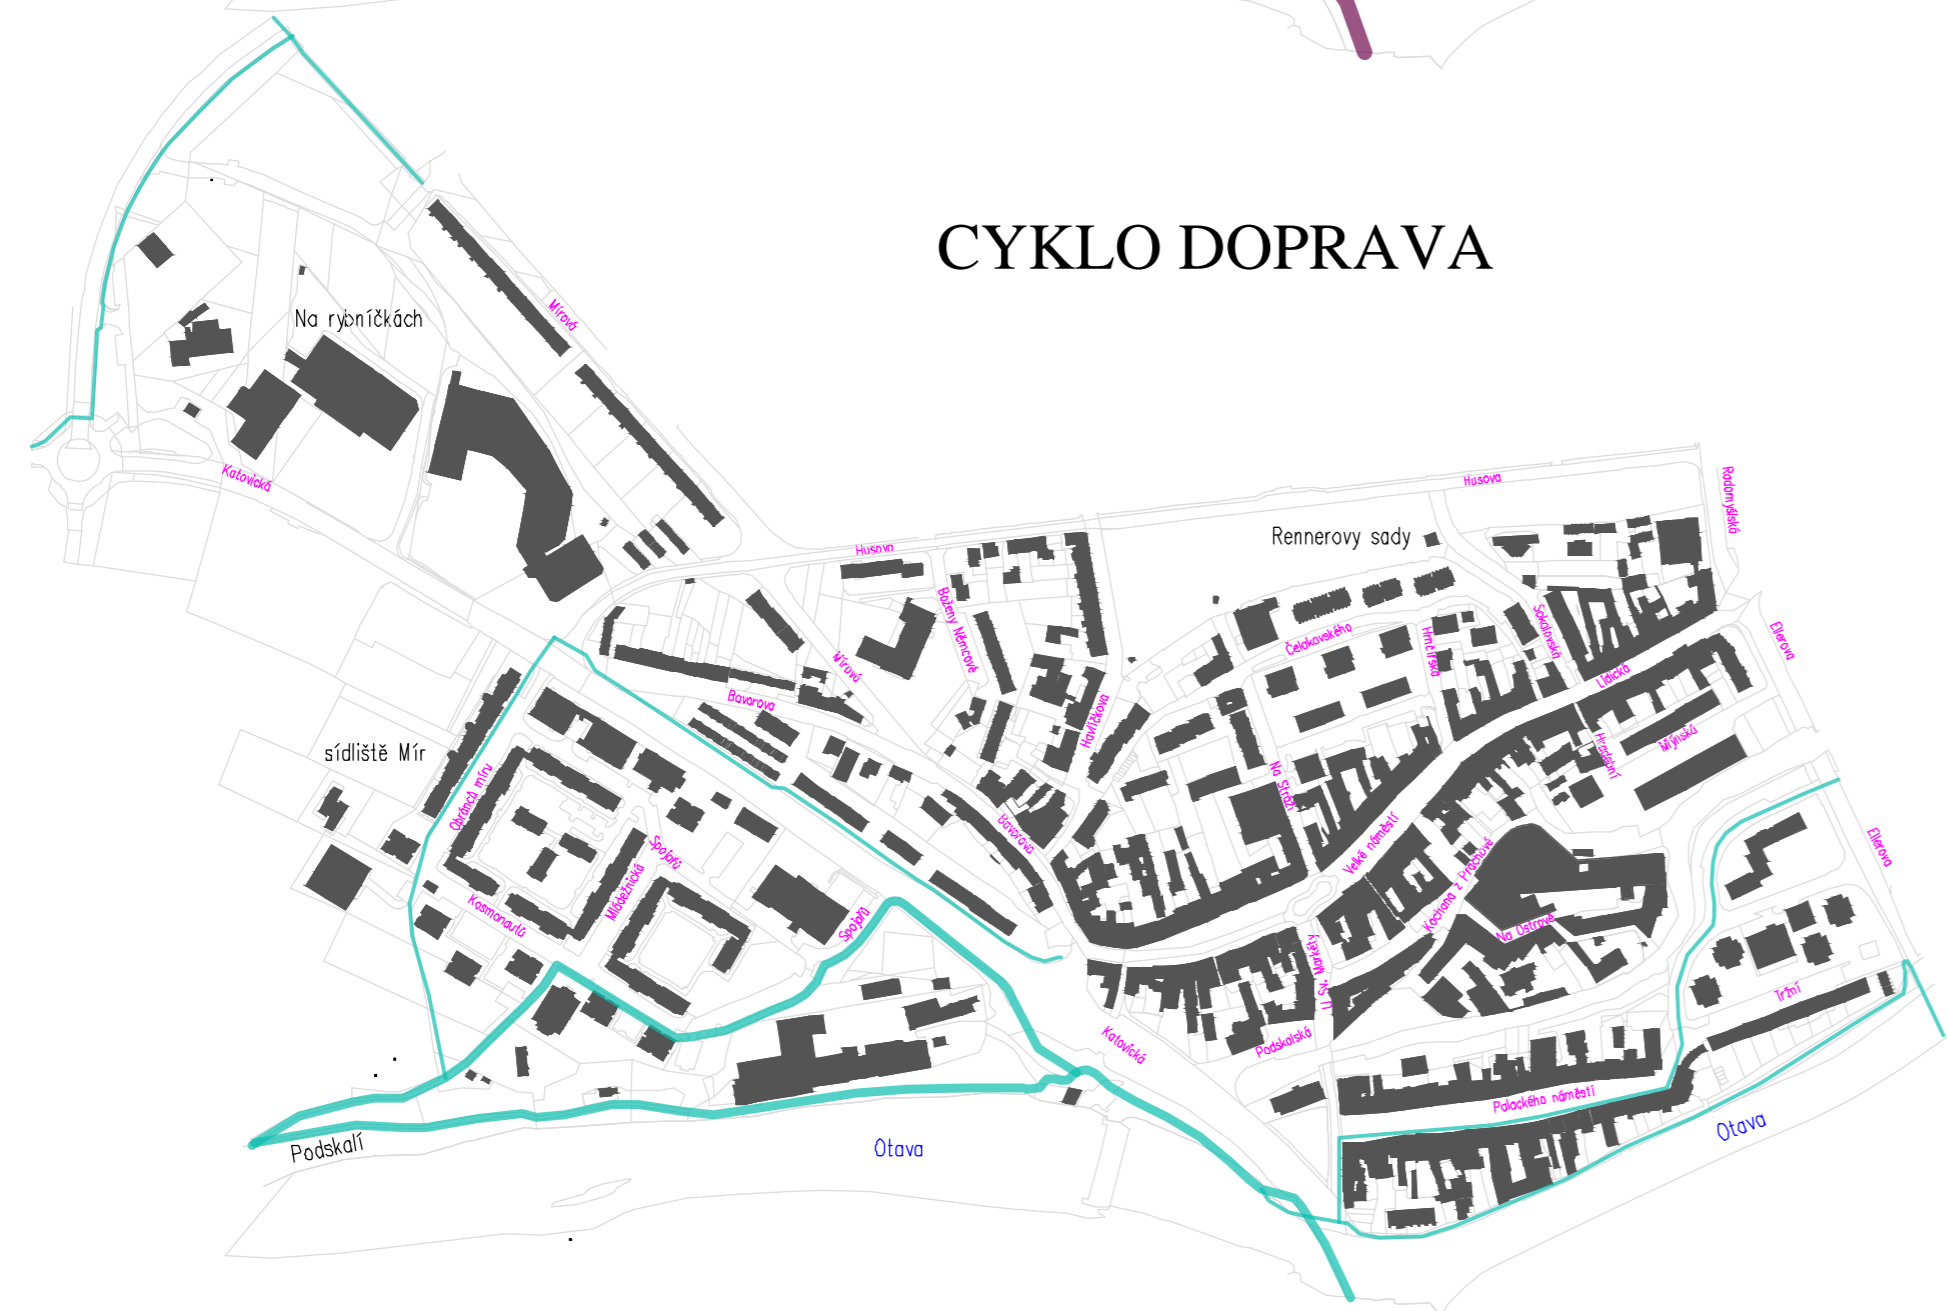 CYKLO DOPRAVA
Na rybníčkách
Mírová
Katovická
Husova
Radomyšlská
Rennerovy sady
Husova
Boženy Němcové
Sokolovská
Ellerova
Čelakovského
Hrnčířská
Mírová
Lidická
Bavorova
Havlíčkova
Hradební
Mlýnská
sídliště Mír
Obránců míru
Na Stráži
Bavorova
Velké náměstí
Ellerova
Spojařů
Mládežnická
Kochana z Prachové
Kosmonautů
Spojařů
Na Ostrově
U Sv. Markéty
Tržní
Katovická
Podskalská
Palackého náměstí
Otava
Podskalí
Otava